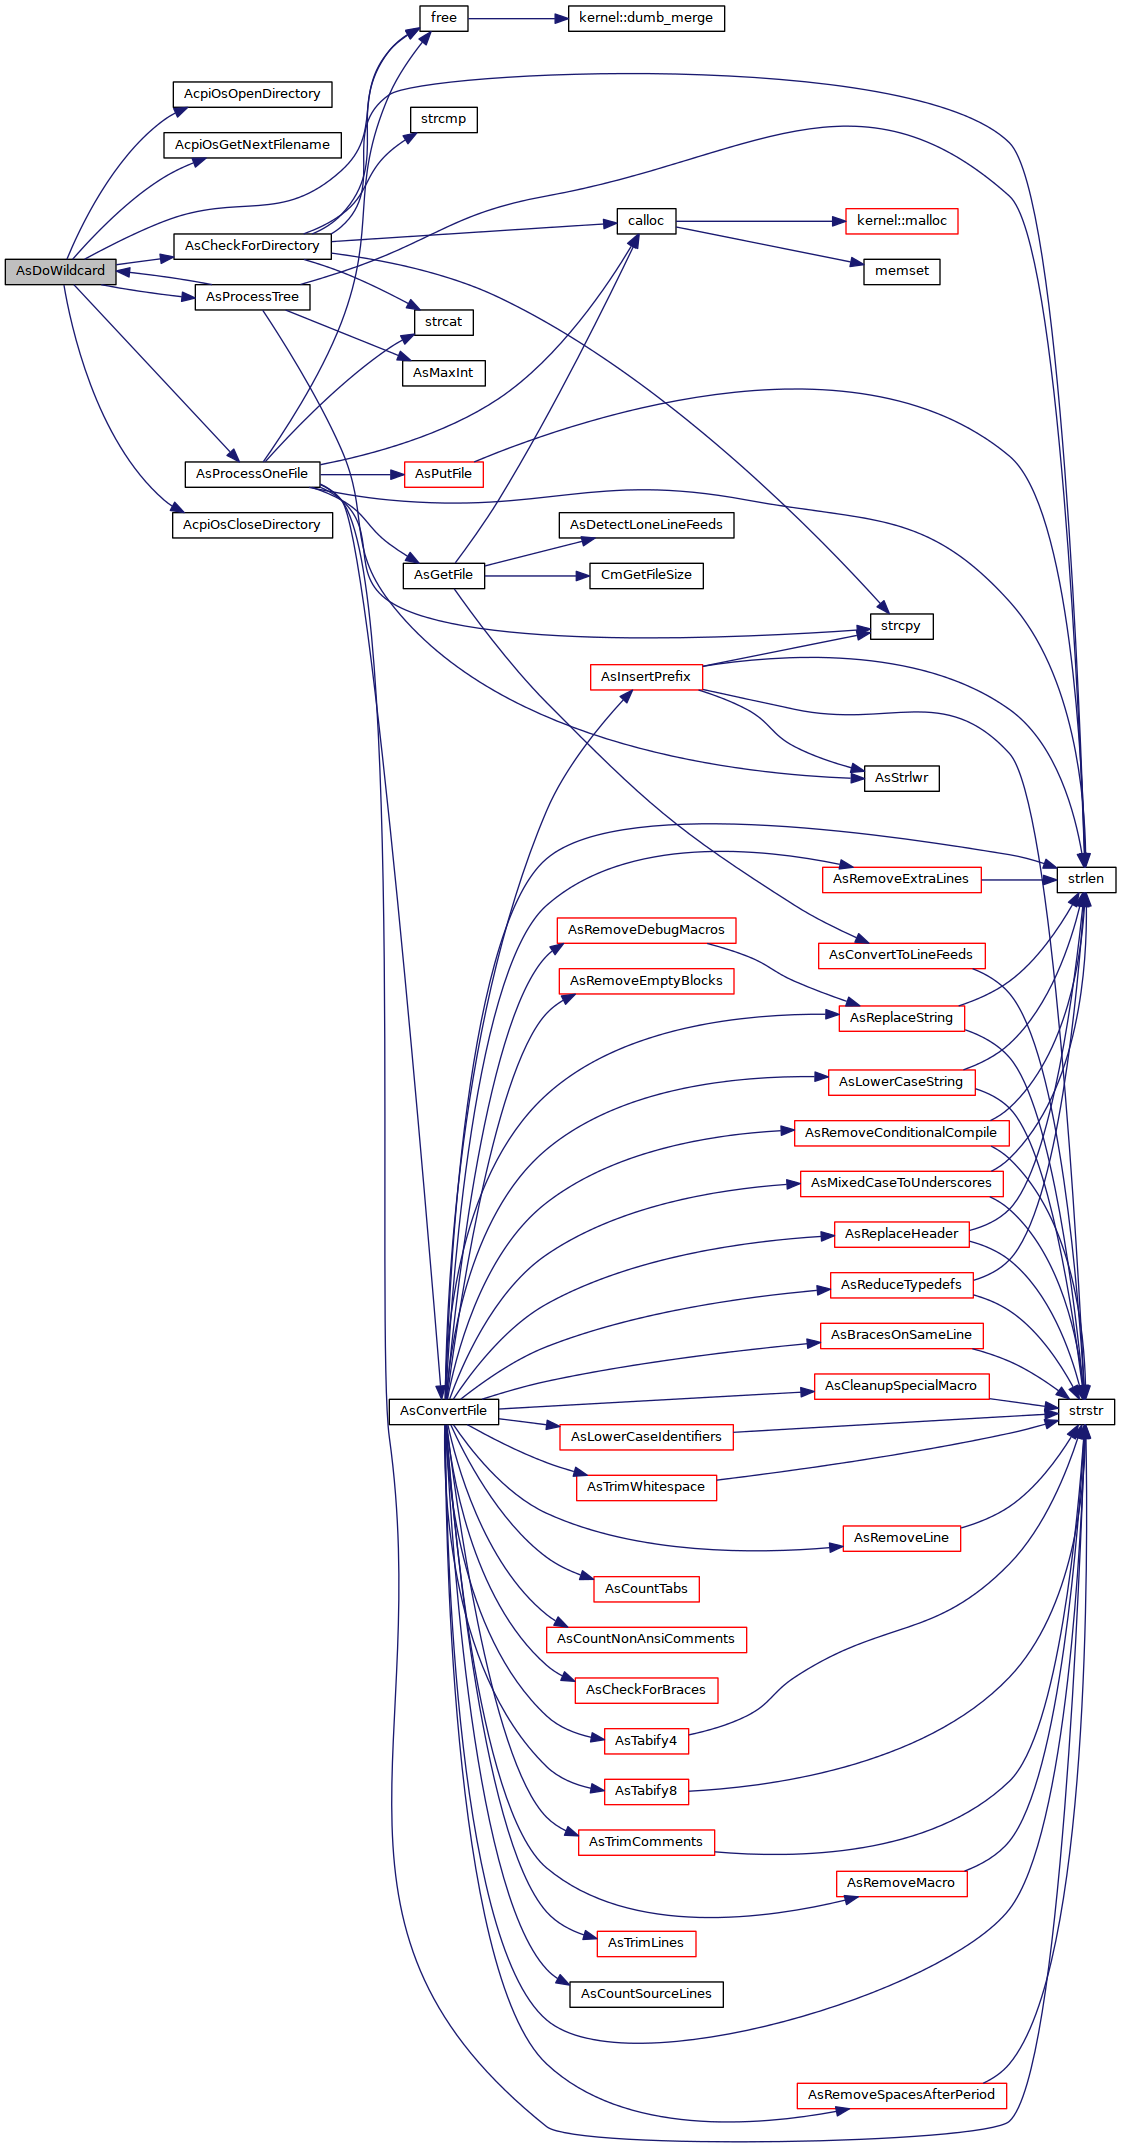 free
kernel::dumb_merge
AcpiOsOpenDirectory
strcmp
AcpiOsGetNextFilename
calloc
kernel::malloc
AsCheckForDirectory
AsDoWildcard
memset
AsProcessTree
strcat
AsMaxInt
AsProcessOneFile
AsPutFile
AcpiOsCloseDirectory
AsDetectLoneLineFeeds
AsGetFile
CmGetFileSize
strcpy
AsInsertPrefix
AsStrlwr
AsRemoveExtraLines
strlen
AsRemoveDebugMacros
AsConvertToLineFeeds
AsRemoveEmptyBlocks
AsReplaceString
AsLowerCaseString
AsRemoveConditionalCompile
AsMixedCaseToUnderscores
AsReplaceHeader
AsReduceTypedefs
AsBracesOnSameLine
AsCleanupSpecialMacro
AsConvertFile
strstr
AsLowerCaseIdentifiers
AsTrimWhitespace
AsRemoveLine
AsCountTabs
AsCountNonAnsiComments
AsCheckForBraces
AsTabify4
AsTabify8
AsTrimComments
AsRemoveMacro
AsTrimLines
AsCountSourceLines
AsRemoveSpacesAfterPeriod